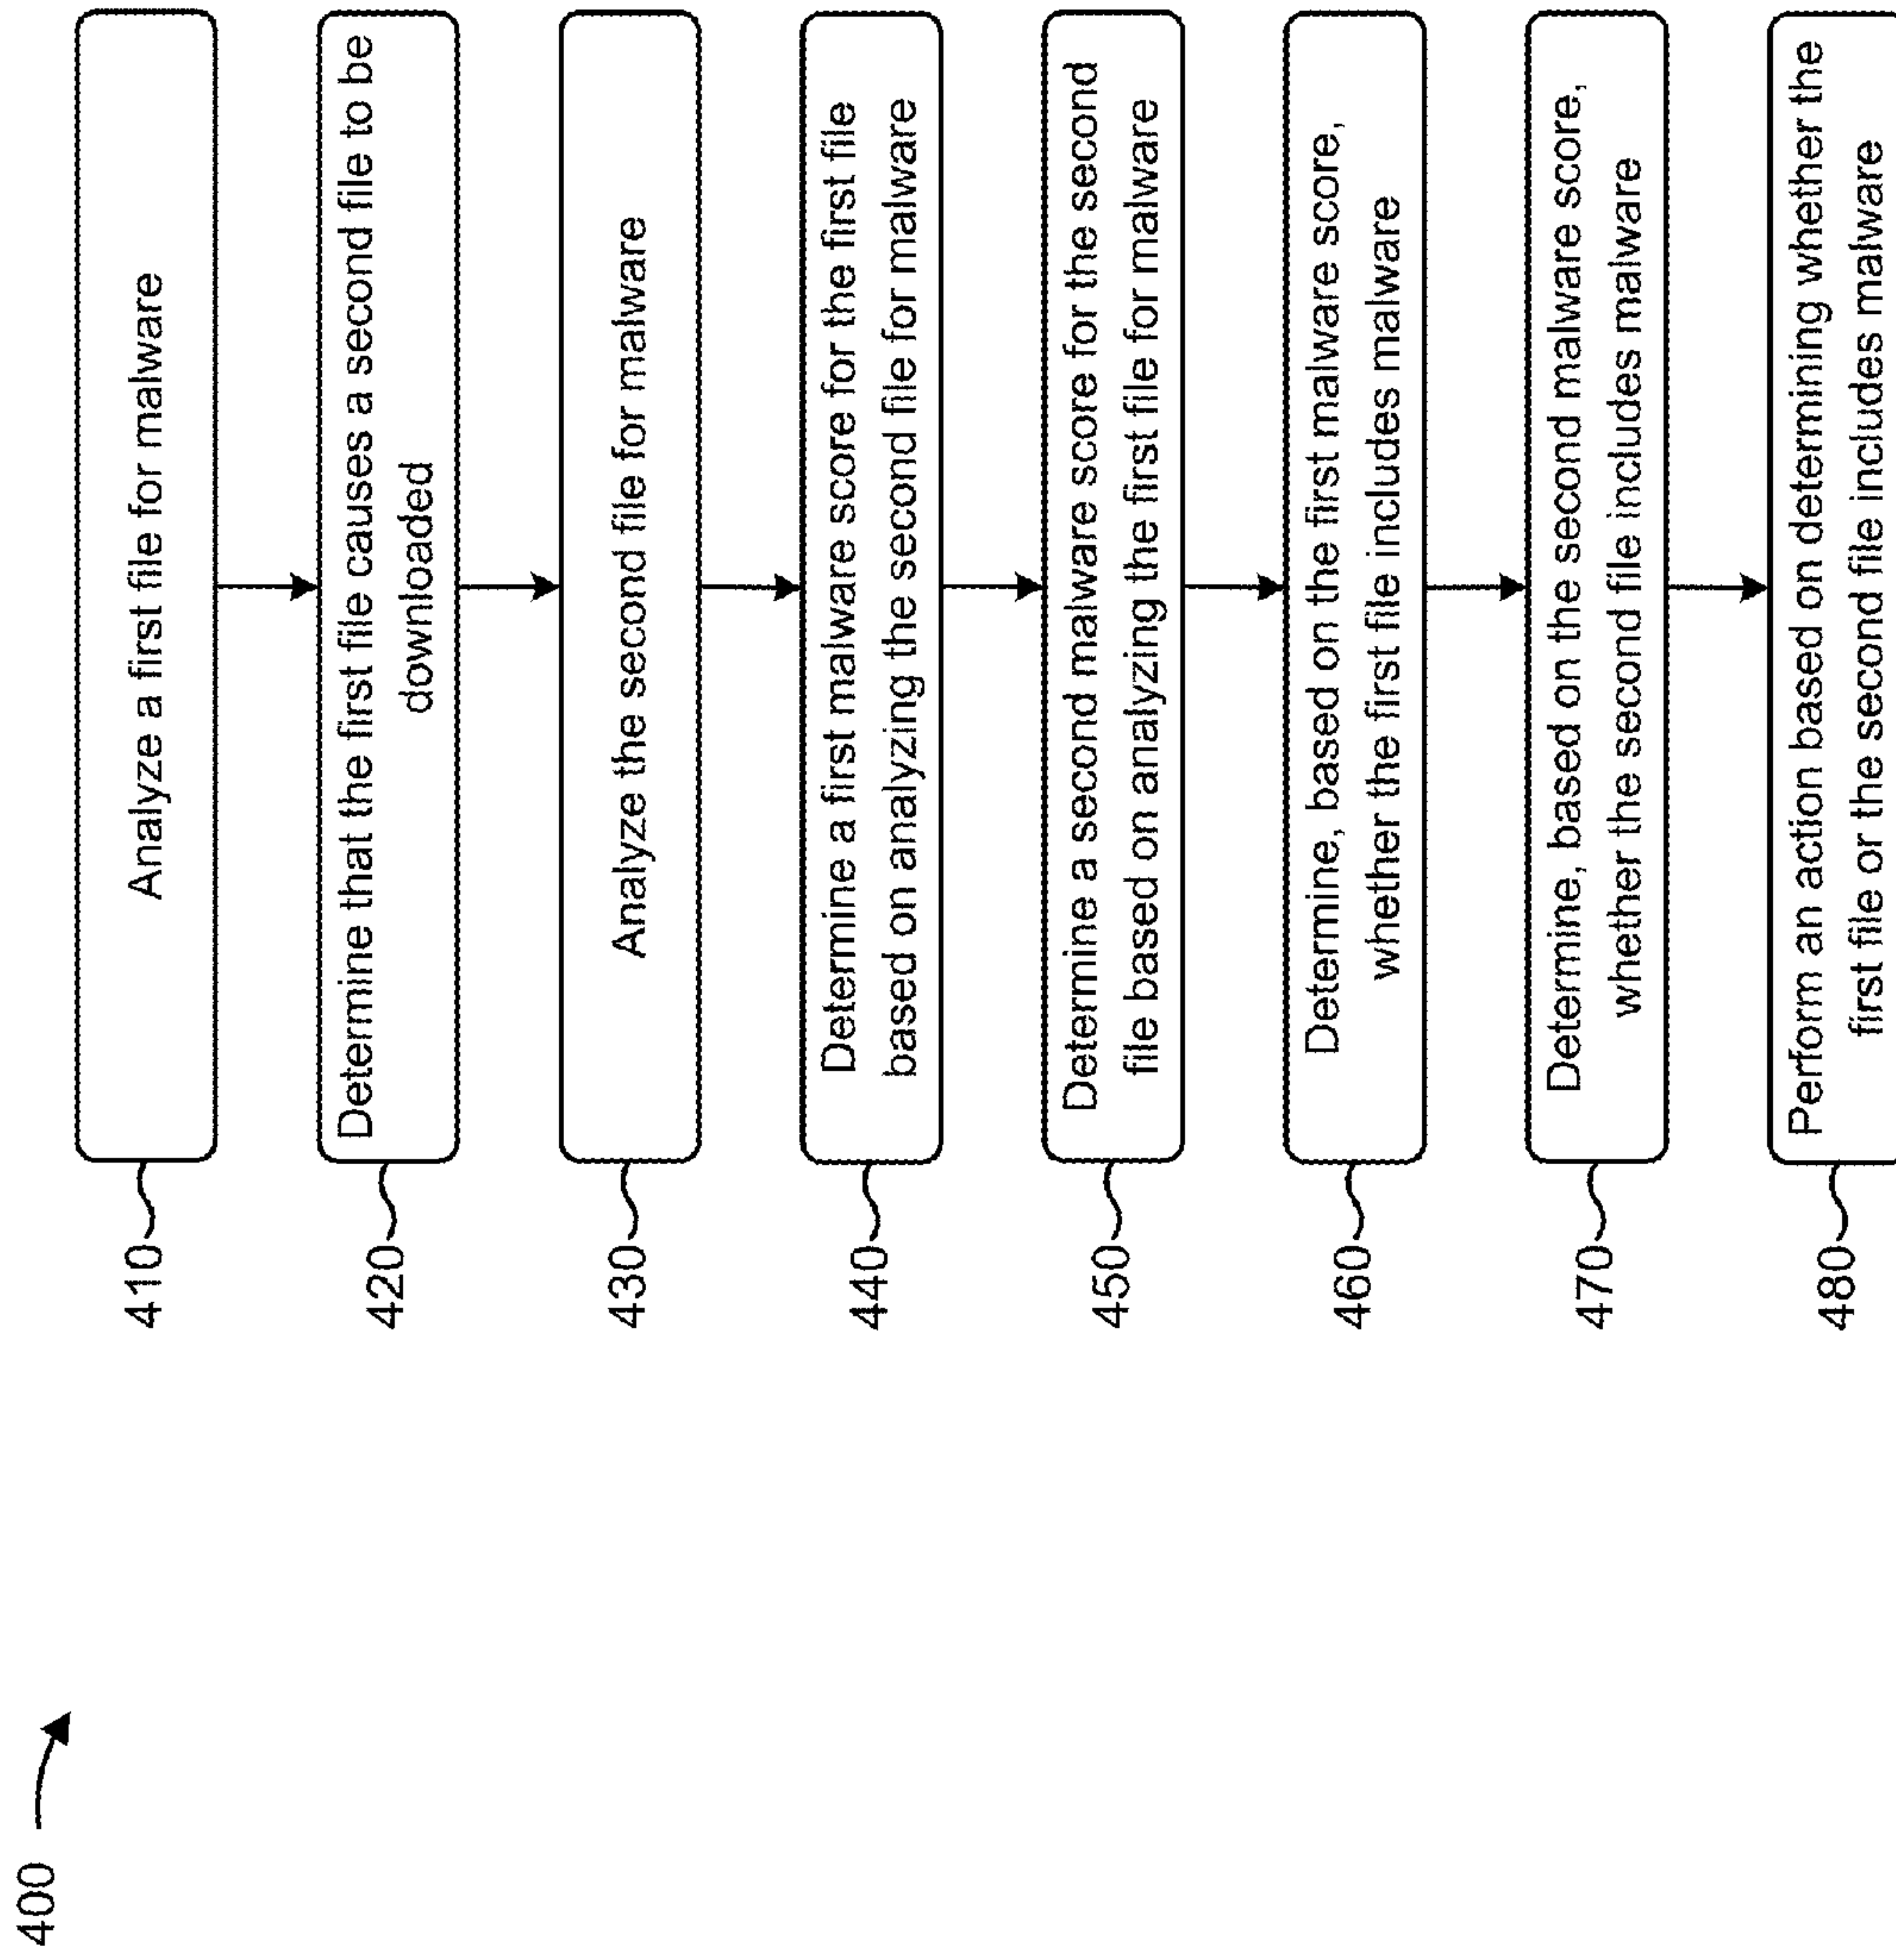 400
410
Analyze a first file for malware
420
Determine that the first file causes a second file to be
downloaded
430
Analyze the second file for malware
440
Determine a first malware score for the first file
based on analyzing the second file for malware
450
Determine a second malware score for the second
file based on analyzing the first file for malware
460
Determine, based on the first malware score,
whether the first file includes malware
470
Determine, based on the second malware score,
whether the second file includes malware
480
Perform an action based on determining whether the
first file or the second file includes malware